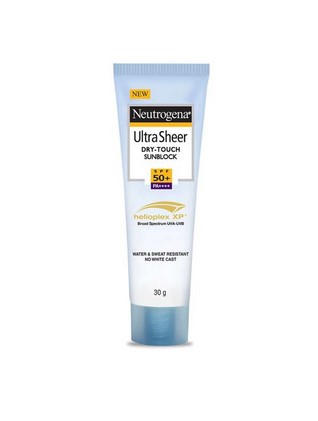 NEW
Neutrogena®
Ultra Sheer
DRY-TOUCH
SUNBLOCK
SPF
50+
PA++++
helioplex XP™
Broad Spectrum UVA-UVB
WATER & SWEAT RESISTANT
NO WHITE CAST
30 g